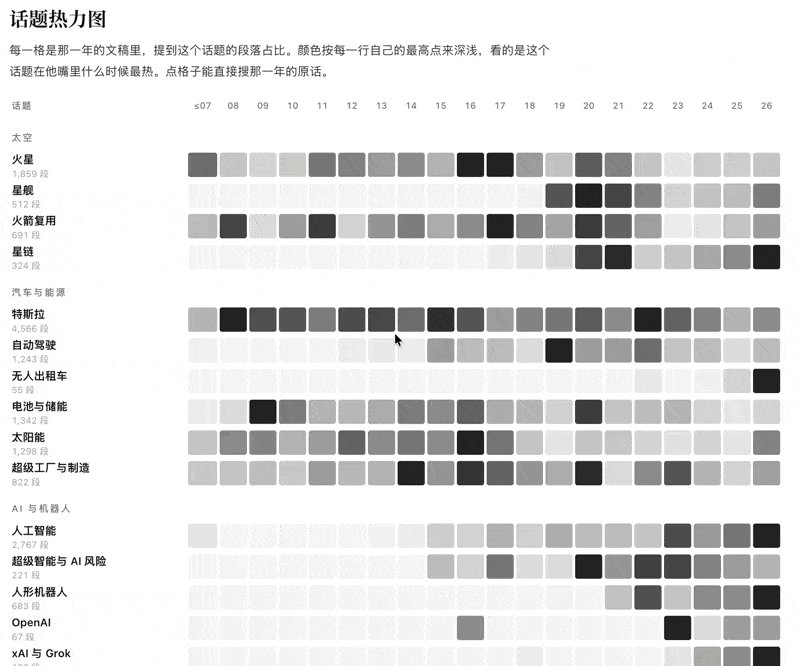 话题热力图
每一格是那一年的文稿里，提到这个话题的段落占比。颜色按每一行自己的最高点来深浅，看的是这个
话题在他嘴里什么时候最热。点格子能直接搜那一年的原话。
话题 ≤07 08 09 10 11 12 13 14 15 16 17 18 19 20 21 22 23 24 25 26
太空
火星
1,859 段
星舰
512 段
火箭复用
691 段
星链
324 段
汽车与能源
特斯拉
4,566 段
自动驾驶
1,243 段
无人出租车
55 段
电池与储能
1,342 段
太阳能
1,298 段
超级工厂与制造
822 段
AI 与机器人
人工智能
2,767 段
超级智能与 AI 风险
221 段
人形机器人
683 段
OpenAI
67 段
xAI 与 Grok